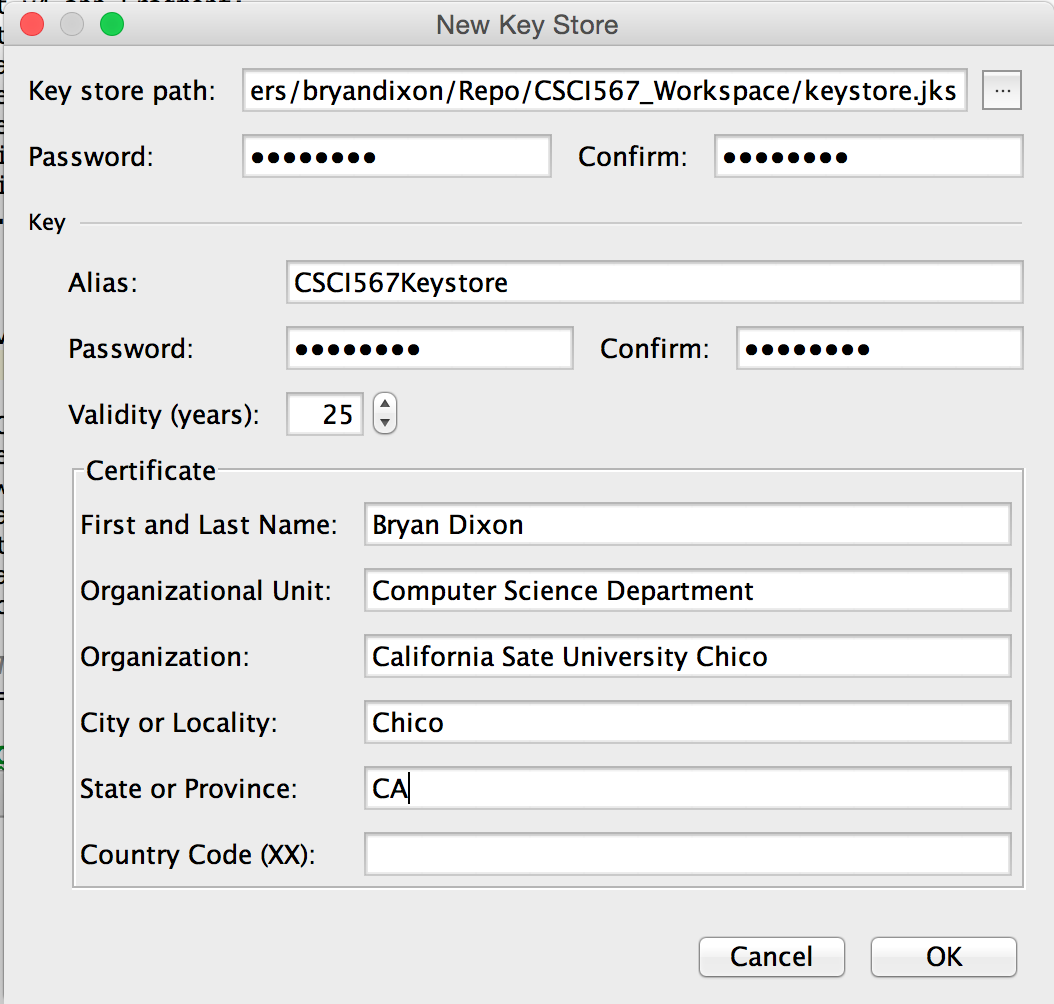 New Key Store
Key store path: ers/bryandixon/Repo/CSCI567_Workspace/keystore.jks ...
Password: •••••••• Confirm: ••••••••
Key
Alias: CSCI567Keystore
Password: •••••••• Confirm: ••••••••
Validity (years): 25
Certificate
First and Last Name: Bryan Dixon
Organizational Unit: Computer Science Department
Organization: California Sate University Chico
City or Locality: Chico
State or Province: CA
Country Code (XX):
Cancel OK